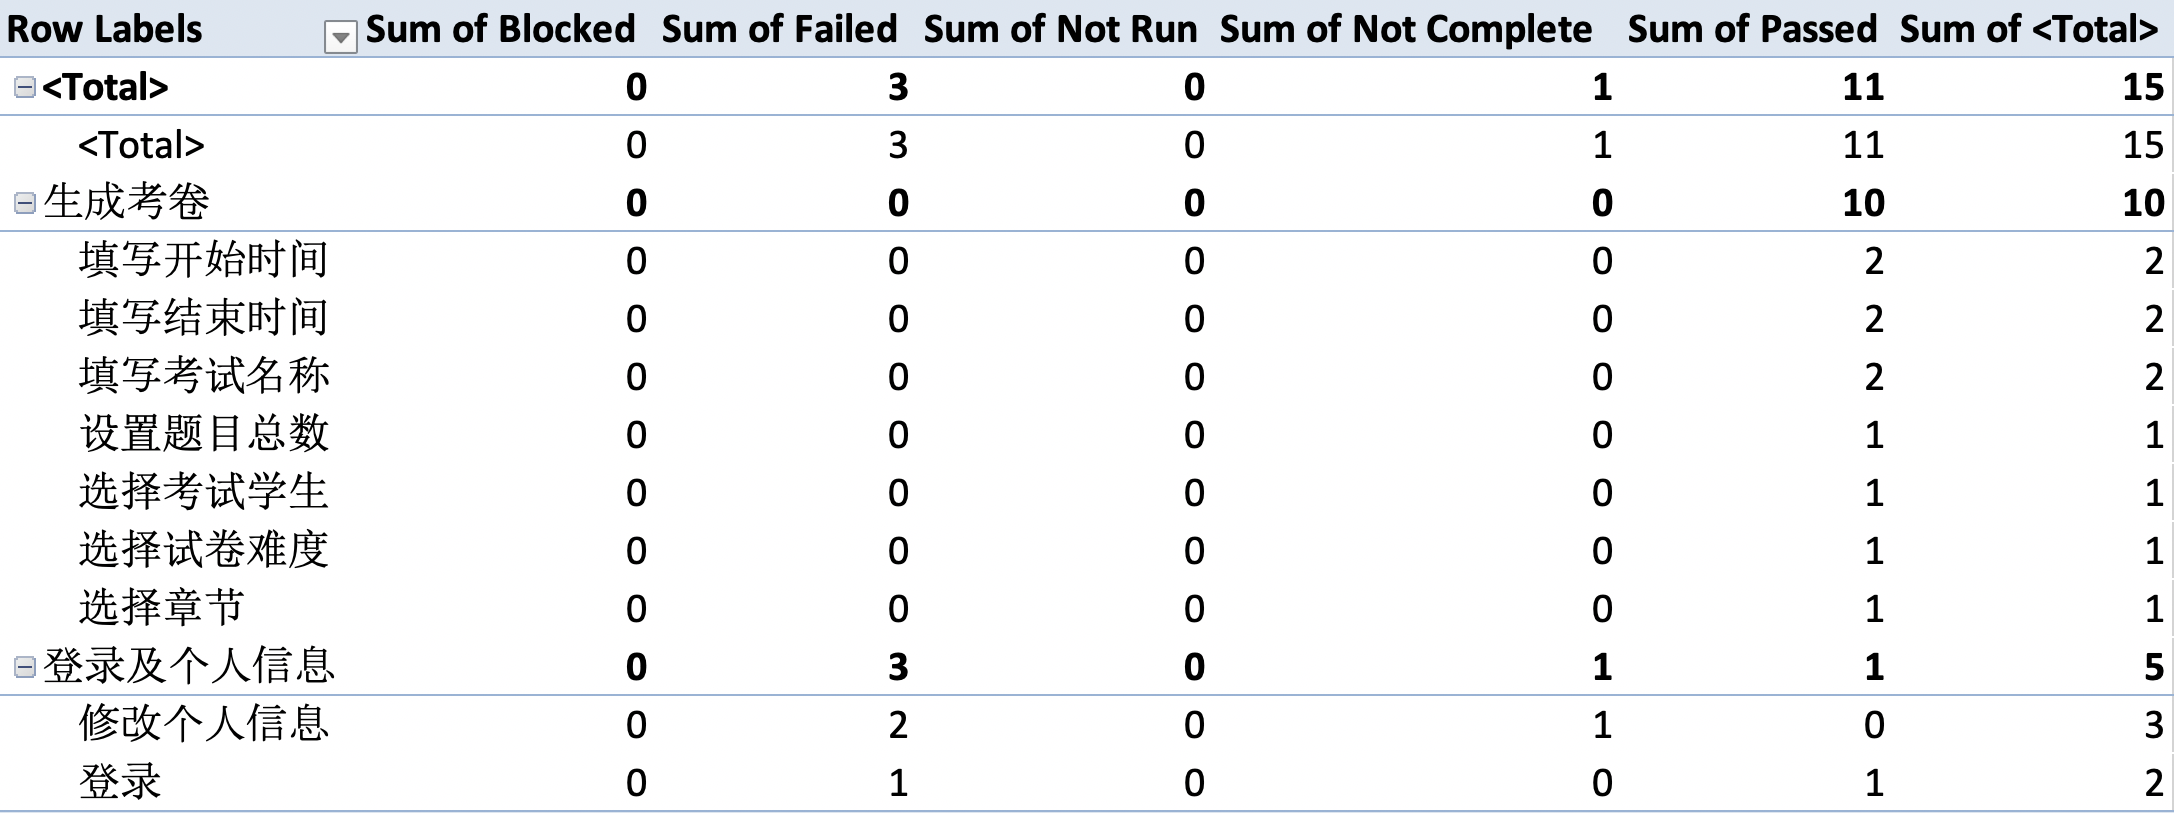 Row Labels Sum of Blocked Sum of Failed Sum of Not Run Sum of Not Complete Sum of Passed Sum of <Total>
<Total> 0 3 0 1 11 15
<Total> 0 3 0 1 11 15
生成考卷 0 0 0 0 10 10
填写开始时间 0 0 0 0 2 2
填写结束时间 0 0 0 0 2 2
填写考试名称 0 0 0 0 2 2
设置题目总数 0 0 0 0 1 1
选择考试学生 0 0 0 0 1 1
选择试卷难度 0 0 0 0 1 1
选择章节 0 0 0 0 1 1
登录及个人信息 0 3 0 1 1 5
修改个人信息 0 2 0 1 0 3
登录 0 1 0 0 1 2